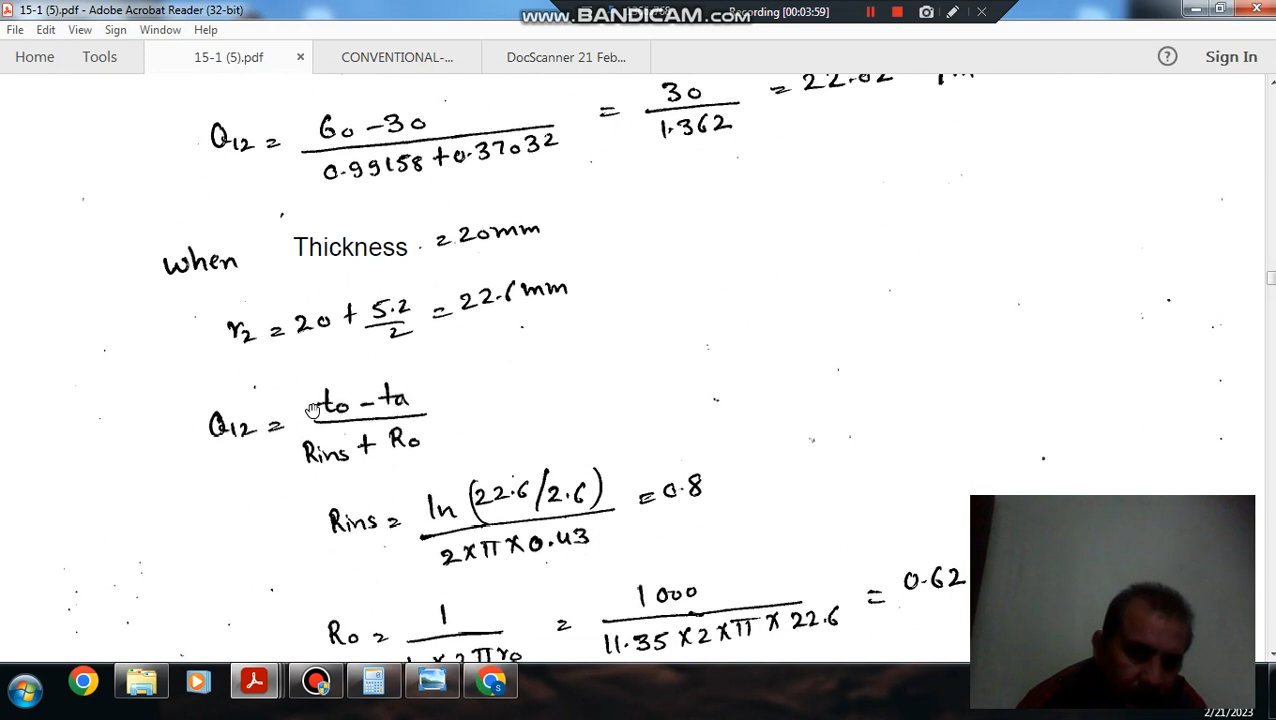 15-1 (5).pdf - Adobe Acrobat Reader (32-bit)
www.BANDICAM.com
Recording [00:03:59]
File Edit View Sign Window Help
Home Tools 15-1 (5).pdf × CONVENTIONAL-... DocScanner 21 Feb... ? Sign In
Q12 = 60 - 30 / 0.99158 + 0.37032 = 30 / 1.362 = 22.02
when Thickness = 20mm
r2 = 20 + 5.2/2 = 22.6mm
Q12 = to - ta / Rins + Ro
Rins = ln (22.6/2.6) / 2×π×0.43 = 0.8
Ro = 1 / 2πro = 1000 / 11.35×2×π×22.6 = 0.62
2/21/2023